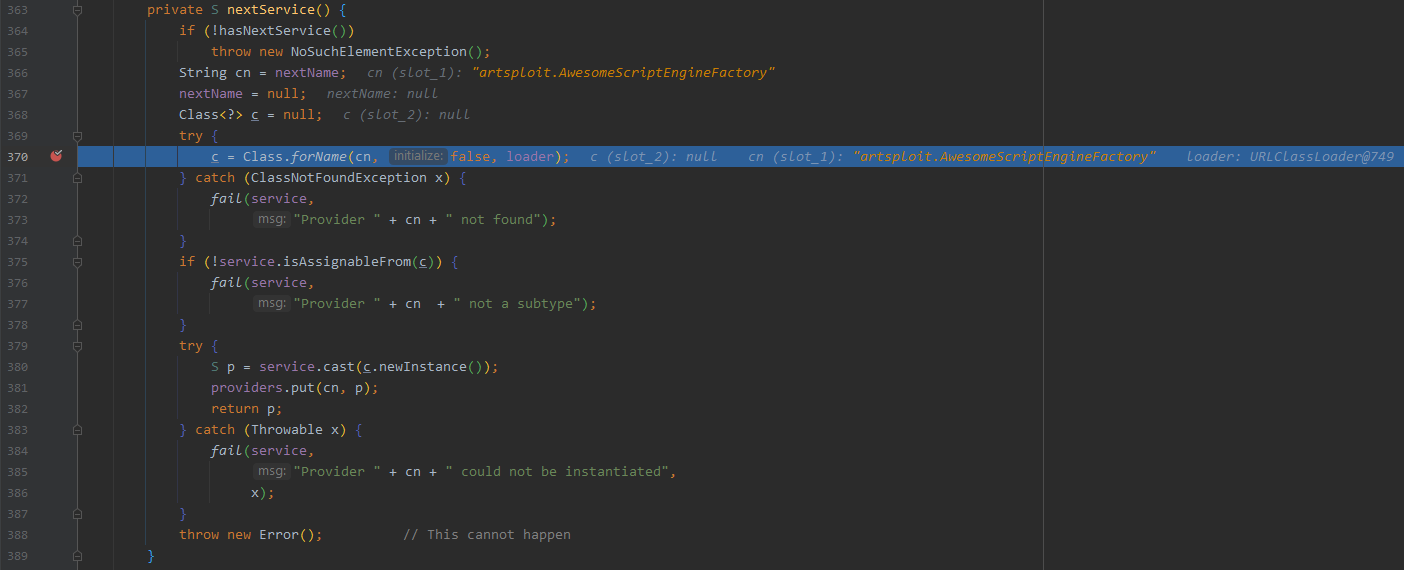 363 private S nextService() {
364 if (!hasNextService())
365 throw new NoSuchElementException();
366 String cn = nextName; cn (slot_1): "artsploit.AwesomeScriptEngineFactory"
367 nextName = null; nextName: null
368 Class<?> c = null; c (slot_2): null
369 try {
370 c = Class.forName(cn, initialize: false, loader); c (slot_2): null cn (slot_1): "artsploit.AwesomeScriptEngineFactory" loader: URLClassLoader@749
371 } catch (ClassNotFoundException x) {
372 fail(service,
373 msg: "Provider " + cn + " not found");
374 }
375 if (!service.isAssignableFrom(c)) {
376 fail(service,
377 msg: "Provider " + cn  + " not a subtype");
378 }
379 try {
380 S p = service.cast(c.newInstance());
381 providers.put(cn, p);
382 return p;
383 } catch (Throwable x) {
384 fail(service,
385 msg: "Provider " + cn + " could not be instantiated",
386 x);
387 }
388 throw new Error(); // This cannot happen
389 }